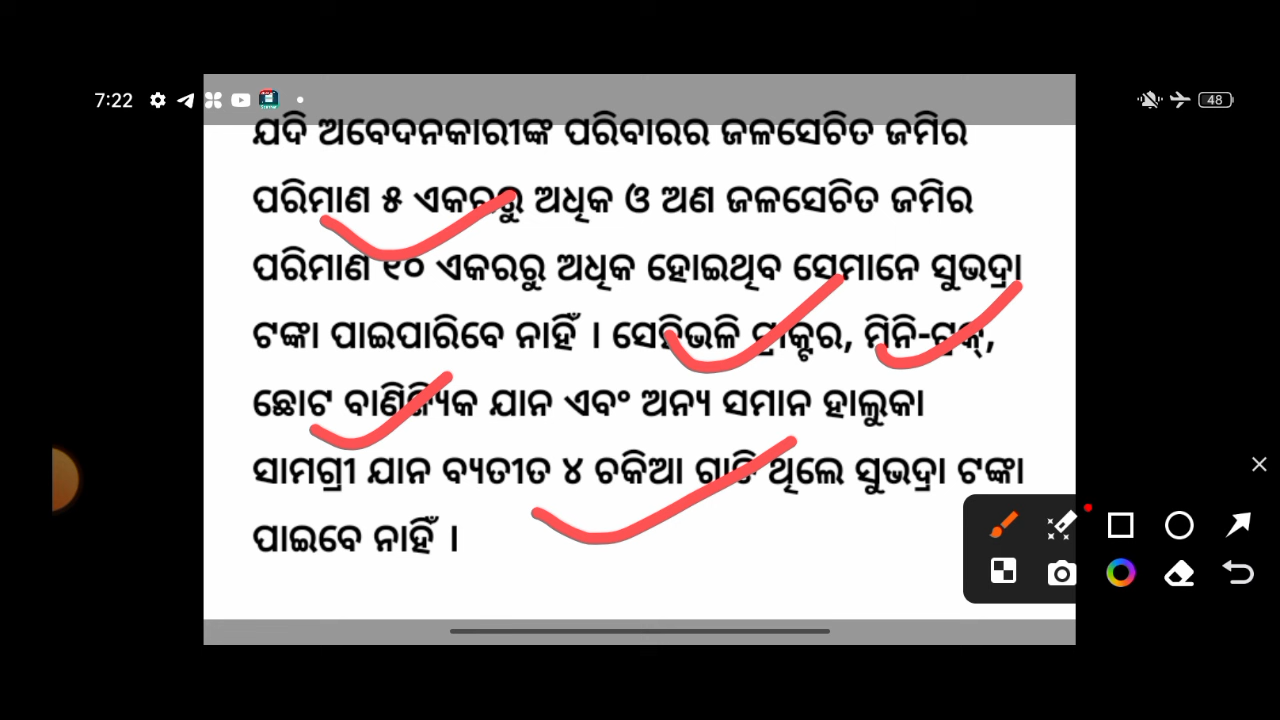 7:22
48
ଯଦି ଅବେଦନକାରୀଙ୍କ ପରିବାରର ଜଳସେଚିତ ଜମିର
ପରିମାଣ ୫ ଏକରରୁ ଅଧିକ ଓ ଅଣ ଜଳସେଚିତ ଜମିର
ପରିମାଣ ୧୦ ଏକରରୁ ଅଧିକ ହୋଇଥିବ ସେମାନେ ସୁଭଦ୍ରା
ଟଙ୍କା ପାଇପାରିବେ ନାହିଁ । ସେହିଭଳି ଟ୍ରାକ୍ଟର, ମିନି-ଟ୍ରକ୍,
ଛୋଟ ବାଣିଜ୍ୟିକ ଯାନ ଏବଂ ଅନ୍ୟ ସମାନ ହାଲୁକା
ସାମଗ୍ରୀ ଯାନ ବ୍ୟତୀତ ୪ ଚକିଆ ଗାଡି ଥିଲେ ସୁଭଦ୍ରା ଟଙ୍କା
ପାଇବେ ନାହିଁ ।